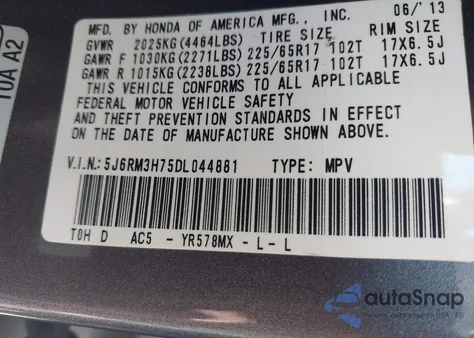 MFD. BY HONDA OF AMERICA MFG., INC. 06/'13
GVWR 2025KG(4464LBS) TIRE SIZE RIM SIZE
GAWR F 1030KG(2271LBS) 225/65R17 102T 17X6.5J
GAWR R 1015KG(2238LBS) 225/65R17 102T 17X6.5J
THIS VEHICLE CONFORMS TO ALL APPLICABLE
FEDERAL MOTOR VEHICLE SAFETY
AND THEFT PREVENTION STANDARDS IN EFFECT
ON THE DATE OF MANUFACTURE SHOWN ABOVE.
V.I.N.: 5J6RM3H75DL044881 TYPE: MPV
T0H D AC5 - YR578MX - L - L
10A A2
autoSnap